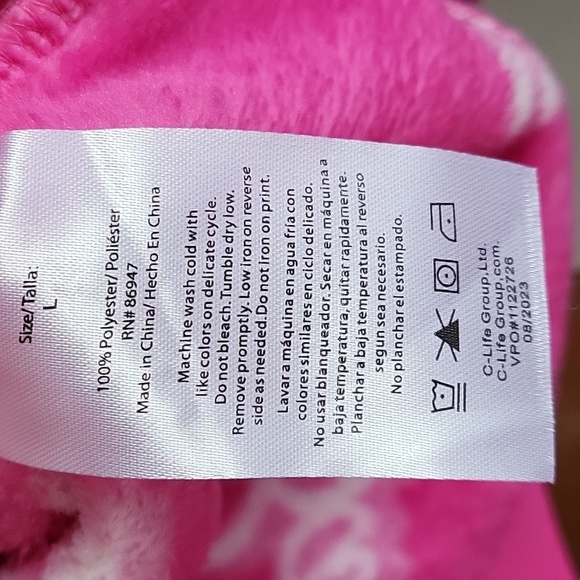 Size/Talla:
L
100% Polyester/Poliéster
RN# 86947
Made in China/Hecho En China
Machine wash cold with
like colors on delicate cycle.
Do not bleach. Tumble dry low.
Remove promptly. Low iron on reverse
side as needed. Do not Iron on print.
Lavar a máquina en agua fría con
colores similares en ciclo delicado.
No usar blanqueador. Secar en máquina a
baja temperatura, quitar rapidamente.
Planchar a baja temperatura al reverso
segun sea necesario.
No planchar el estampado.
C-Life Group, Ltd.
C-Life Group.com.
VPO#1122726
08/2023